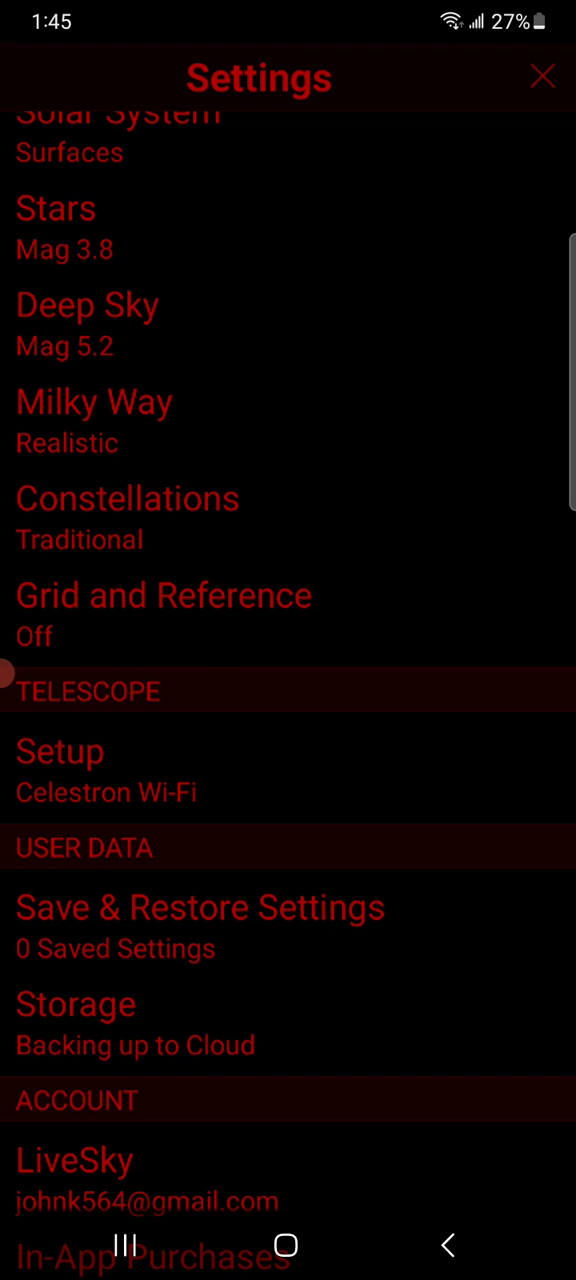 1:45
27%
Settings
Solar System
Surfaces
Stars
Mag 3.8
Deep Sky
Mag 5.2
Milky Way
Realistic
Constellations
Traditional
Grid and Reference
Off
TELESCOPE
Setup
Celestron Wi-Fi
USER DATA
Save & Restore Settings
0 Saved Settings
Storage
Backing up to Cloud
ACCOUNT
LiveSky
johnk564@gmail.com
In-App Purchases